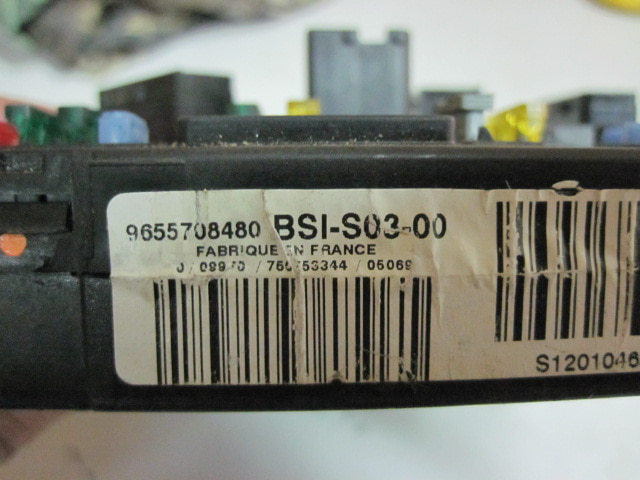 9655708480 BSI-S03-00
FABRIQUE EN FRANCE
/ / 05069
S1201046